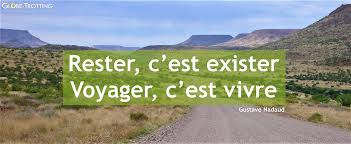 GLOBE-TROTTING
Rester, c'est exister
Voyager, c'est vivre
Gustave Nadaud